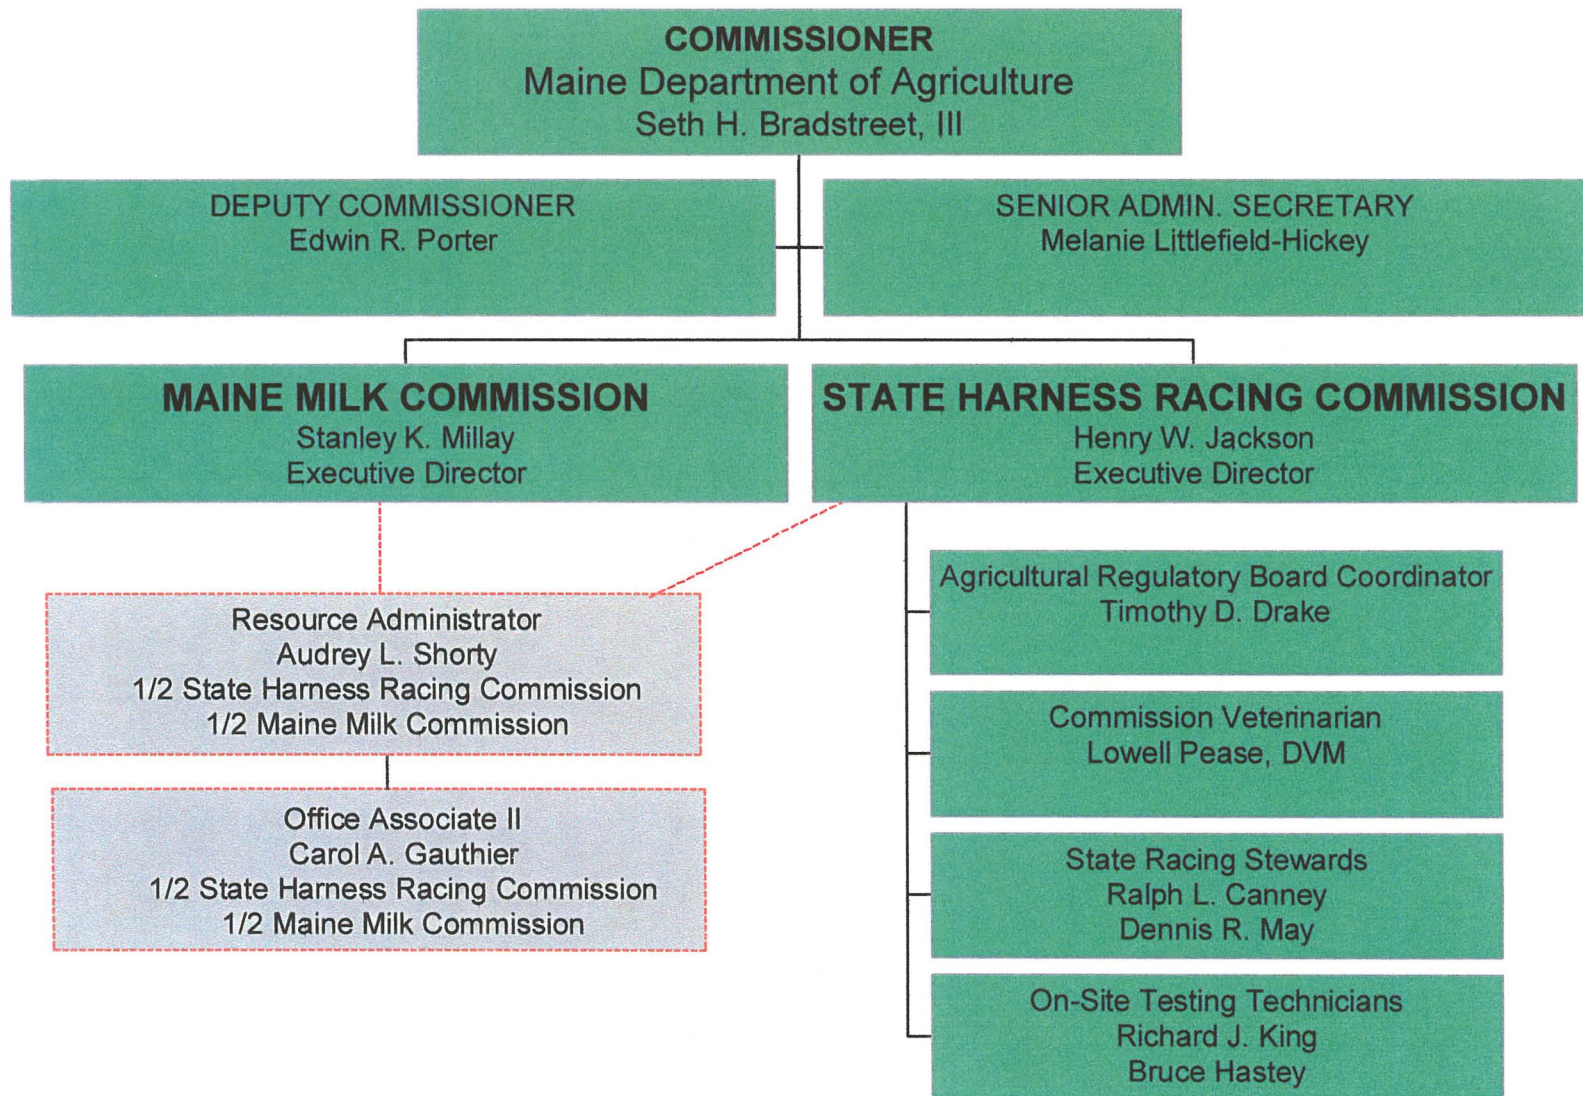 COMMISSIONER
Maine Department of Agriculture
Seth H. Bradstreet, III
DEPUTY COMMISSIONER
Edwin R. Porter
SENIOR ADMIN. SECRETARY
Melanie Littlefield-Hickey
MAINE MILK COMMISSION
Stanley K. Millay
Executive Director
STATE HARNESS RACING COMMISSION
Henry W. Jackson
Executive Director
Resource Administrator
Audrey L. Shorty
1/2 State Harness Racing Commission
1/2 Maine Milk Commission
Office Associate II
Carol A. Gauthier
1/2 State Harness Racing Commission
1/2 Maine Milk Commission
Agricultural Regulatory Board Coordinator
Timothy D. Drake
Commission Veterinarian
Lowell Pease, DVM
State Racing Stewards
Ralph L. Canney
Dennis R. May
On-Site Testing Technicians
Richard J. King
Bruce Hastey